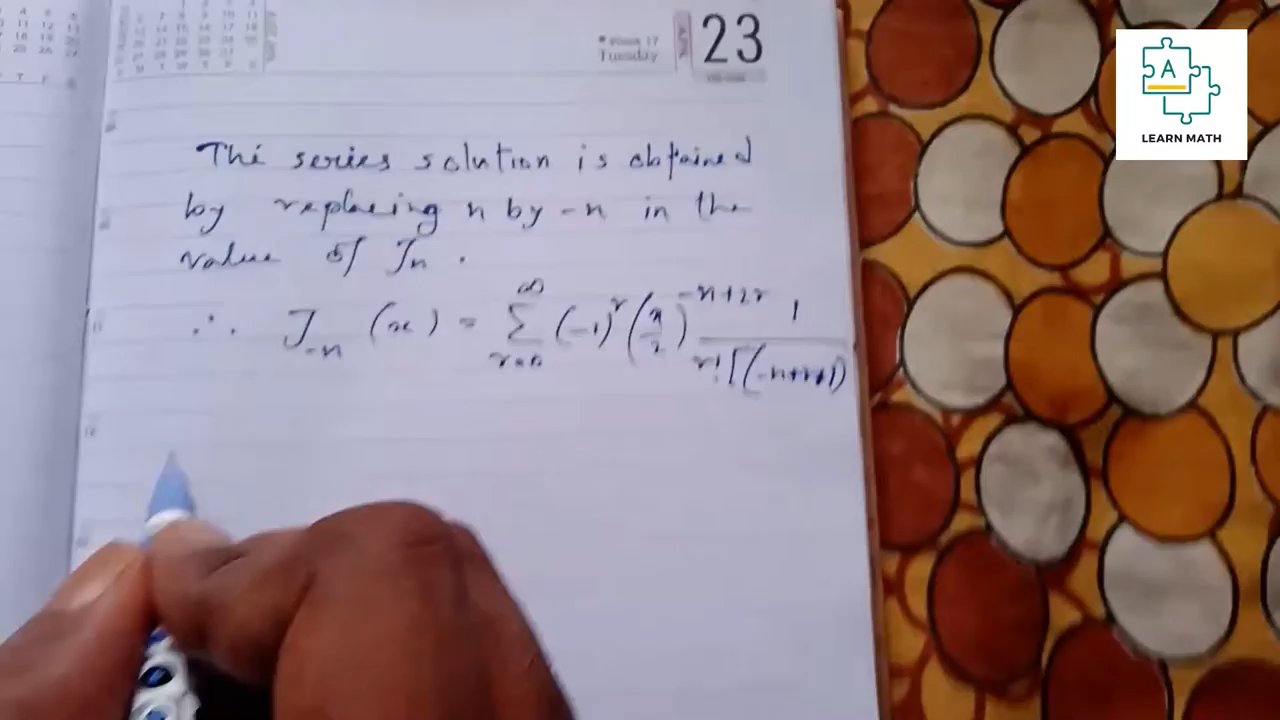 23
Tuesday
A
LEARN MATH
The series solution is obtained
by replacing n by -n in the
value of Jn.
∴ J₋ₙ (x) = ∑_{r=0}^{∞} (-1)^r (x/2)^{-n+2r} 1/(r! Γ(-n+r+1))